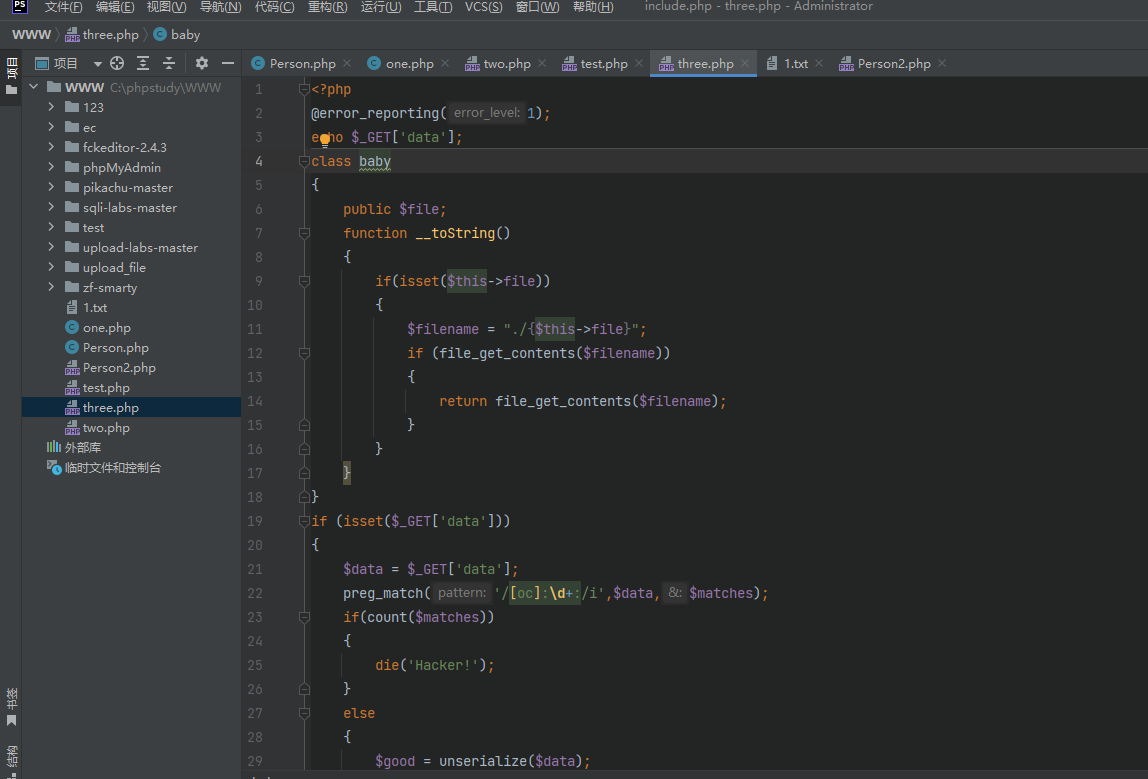 PS 文件(F) 编辑(E) 视图(V) 导航(N) 代码(C) 重构(R) 运行(U) 工具(T) VCS(S) 窗口(W) 帮助(H) include.php - three.php - Administrator
WWW three.php baby
项目
Person.php one.php two.php test.php three.php 1.txt Person2.php
项目
WWW C:\phpstudy\WWW
123
ec
fckeditor-2.4.3
phpMyAdmin
pikachu-master
sqli-labs-master
test
upload-labs-master
upload_file
zf-smarty
1.txt
one.php
Person.php
Person2.php
test.php
three.php
two.php
外部库
临时文件和控制台
书签
结构
1 <?php
2 @error_reporting( error_level: 1);
3 echo $_GET['data'];
4 class baby
5 {
6 public $file;
7 function __toString()
8 {
9 if(isset($this->file))
10 {
11 $filename = "./{$this->file}";
12 if (file_get_contents($filename))
13 {
14 return file_get_contents($filename);
15 }
16 }
17 }
18 }
19 if (isset($_GET['data']))
20 {
21 $data = $_GET['data'];
22 preg_match( pattern: '/[oc]:\d+:/i',$data, &: $matches);
23 if(count($matches))
24 {
25 die('Hacker!');
26 }
27 else
28 {
29 $good = unserialize($data);